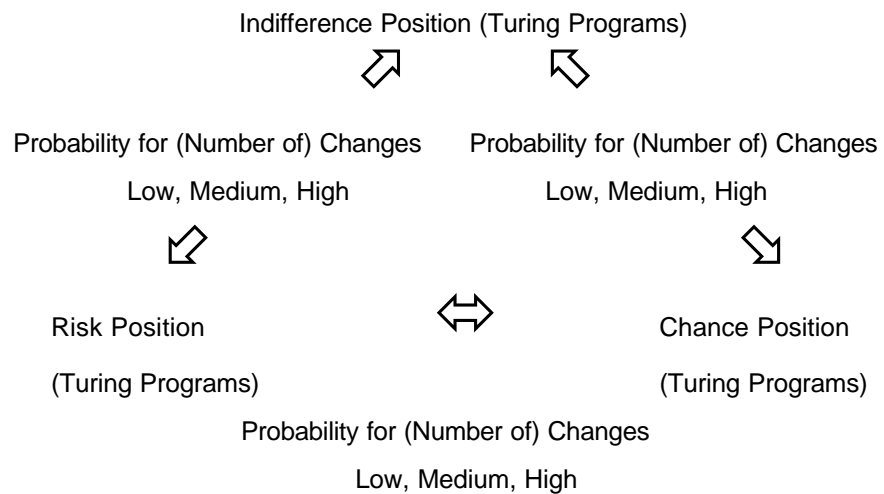 Indifference Position (Turing Programs)
Probability for (Number of) Changes Probability for (Number of) Changes
Low, Medium, High Low, Medium, High
Risk Position Chance Position
(Turing Programs) (Turing Programs)
Probability for (Number of) Changes
Low, Medium, High